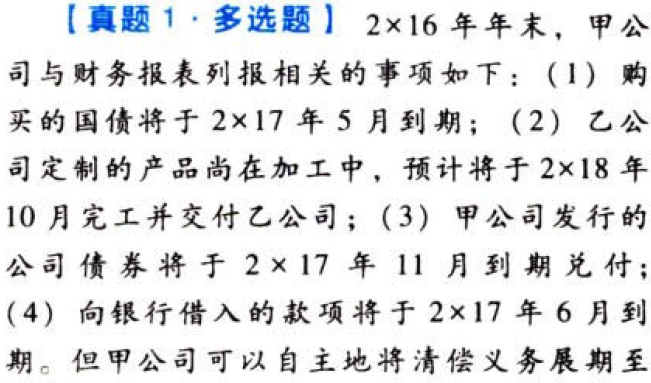 【真题 1·多选题】 2×16 年年末，甲公
司与财务报表列报相关的事项如下：（1）购
买的国债将于 2×17 年 5 月到期；（2）乙公
司定制的产品尚在加工中，预计将于 2×18 年
10 月完工并交付乙公司；（3）甲公司发行的
公司债券将于 2×17 年 11 月到期兑付；
（4）向银行借入的款项将于 2×17 年 6 月到
期。但甲公司可以自主地将清偿义务展期至